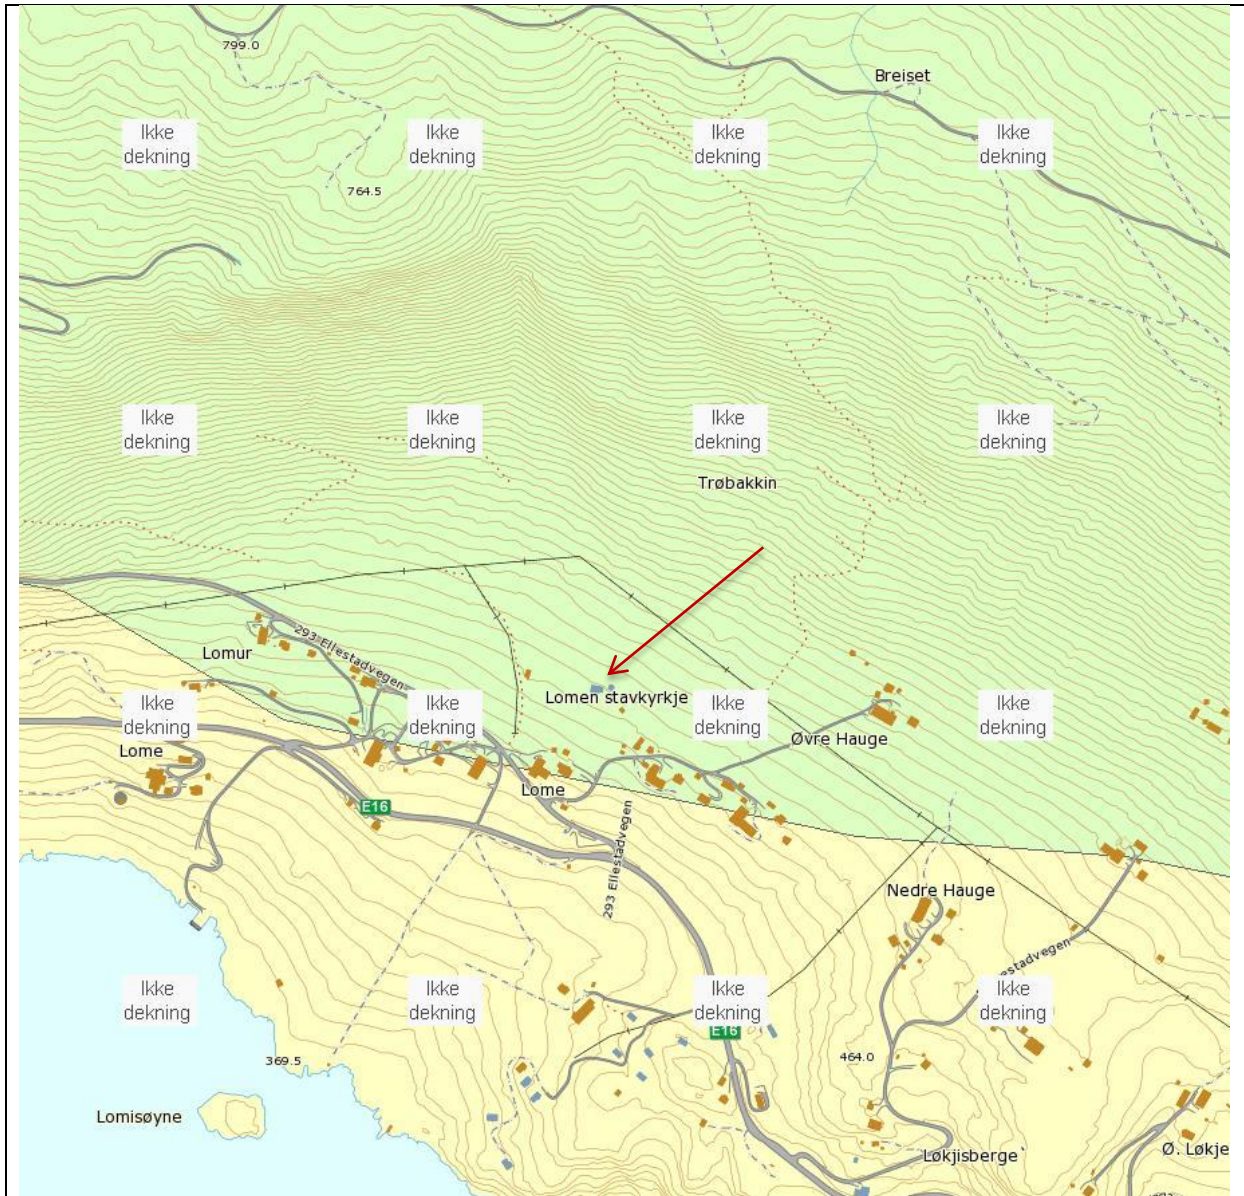 799.0
Breiset
Ikke
dekning
Ikke
dekning
Ikke
dekning
Ikke
dekning
764.5
Ikke
dekning
Ikke
dekning
Ikke
dekning
Ikke
dekning
Trøbakkin
293 Ellestadvegen
Lomur
Lomen stavkyrkje
Ikke
dekning
Ikke
dekning
Ikke
dekning
Ikke
dekning
Lome
Øvre Hauge
Lome
E16
293 Ellestadvegen
Nedre Hauge
estadvegen
Ikke
dekning
Ikke
dekning
Ikke
dekning
Ikke
dekning
E16
369.5
464.0
Lomisøyne
Løkjisberge
Ø. Løkje